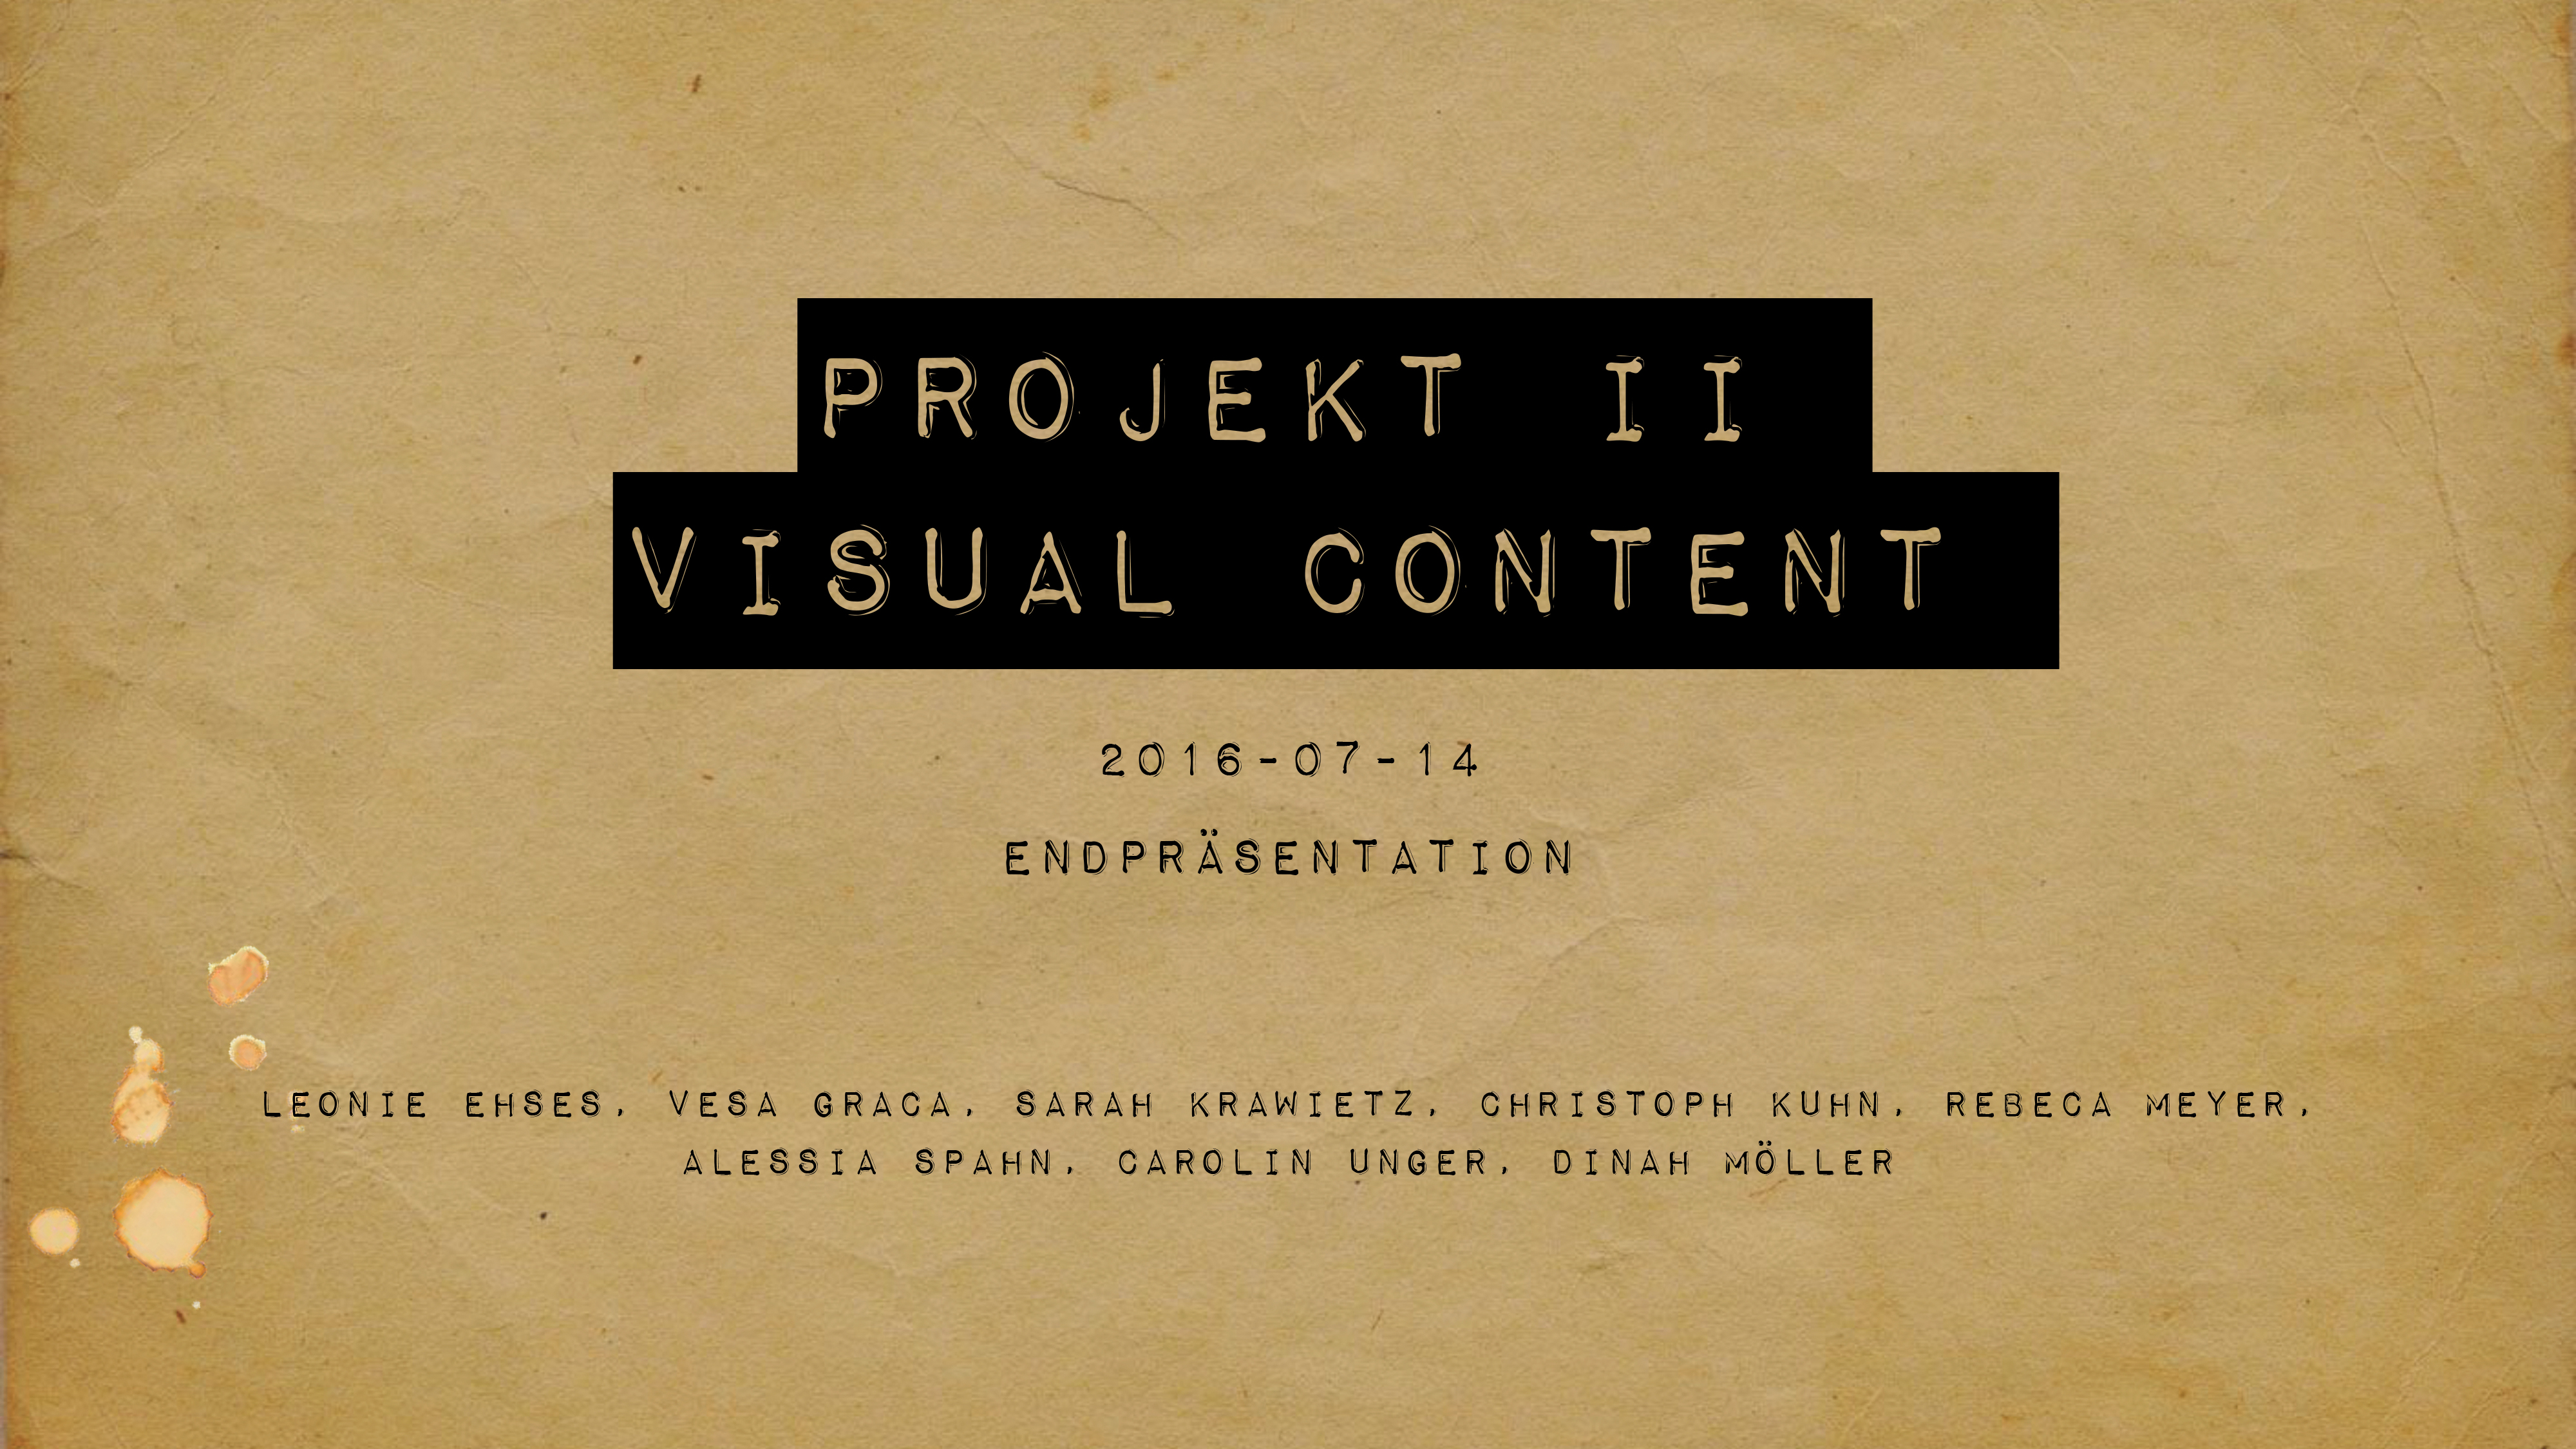 PROJEKT II
VISUAL CONTENT
2016-07-14
ENDPRÄSENTATION
LEONIE EHSES, VESA GRACA, SARAH KRAWIETZ, CHRISTOPH KUHN, REBECA MEYER,
ALESSIA SPAHN, CAROLIN UNGER, DINAH MÖLLER